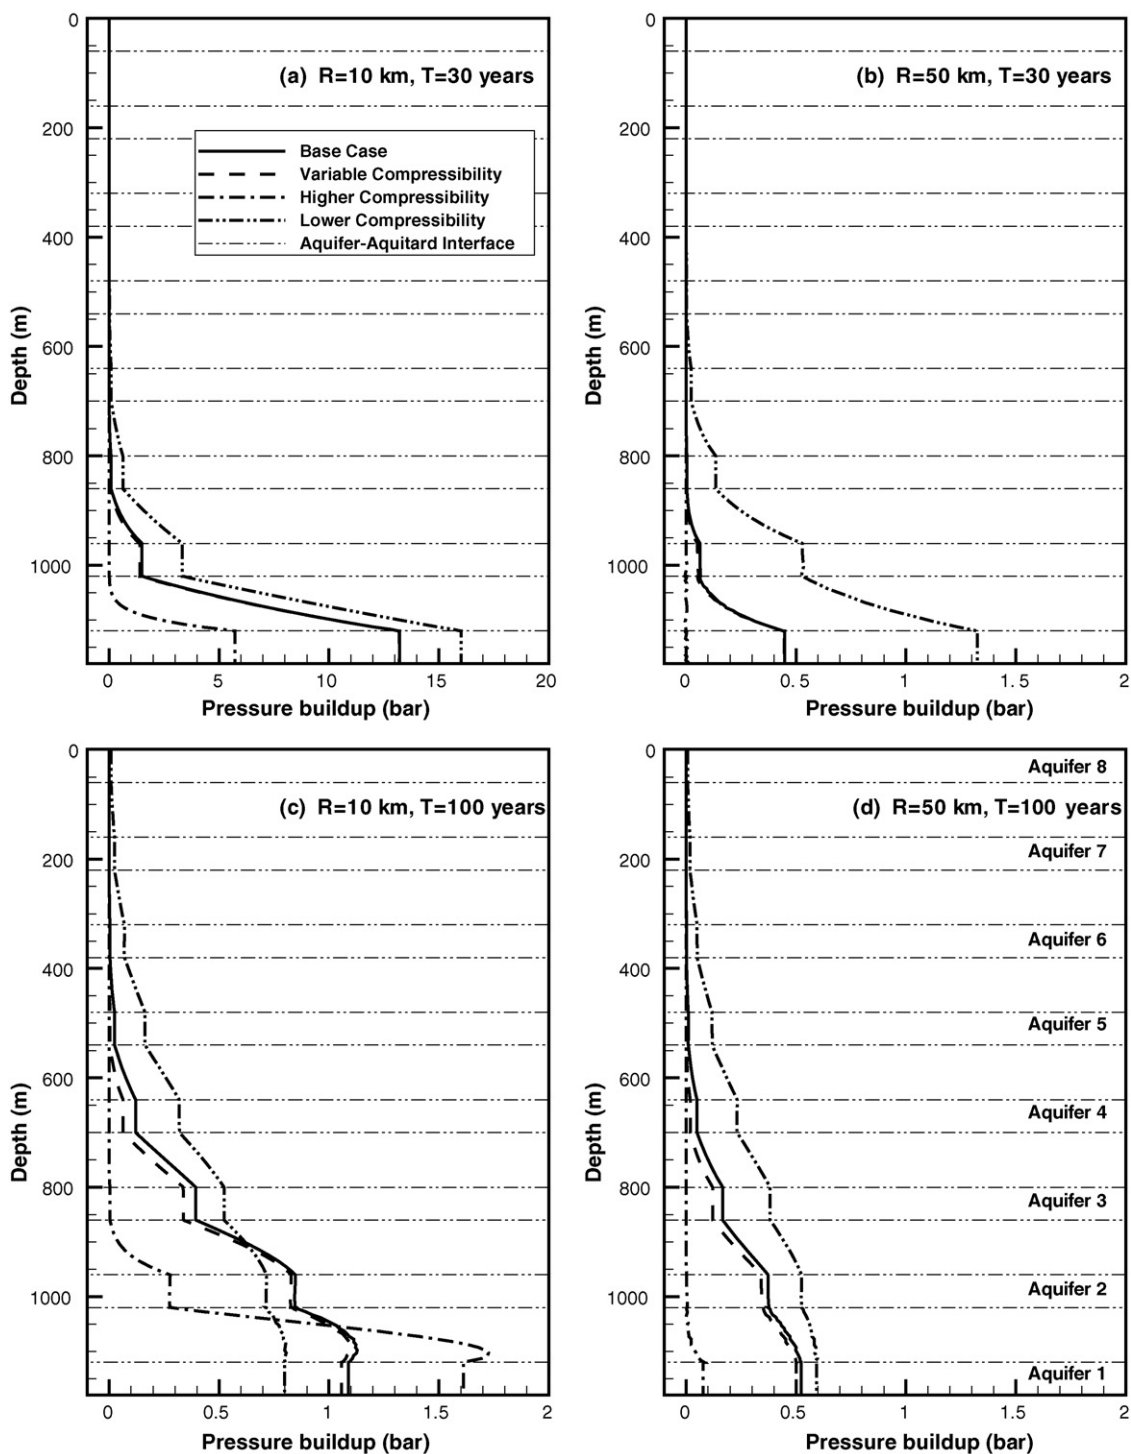 (a) R=10 km, T=30 years
Base Case
Variable Compressibility
Higher Compressibility
Lower Compressibility
Aquifer-Aquitard Interface
0
200
400
600
800
1000
Depth (m)
0 5 10 15 20
Pressure buildup (bar)
(b) R=50 km, T=30 years
0
200
400
600
800
1000
Depth (m)
0 0.5 1 1.5 2
Pressure buildup (bar)
(c) R=10 km, T=100 years
0
200
400
600
800
1000
Depth (m)
0 0.5 1 1.5 2
Pressure buildup (bar)
Aquifer 8
(d) R=50 km, T=100 years
Aquifer 7
Aquifer 6
Aquifer 5
Aquifer 4
Aquifer 3
Aquifer 2
Aquifer 1
0
200
400
600
800
1000
Depth (m)
0 0.5 1 1.5 2
Pressure buildup (bar)